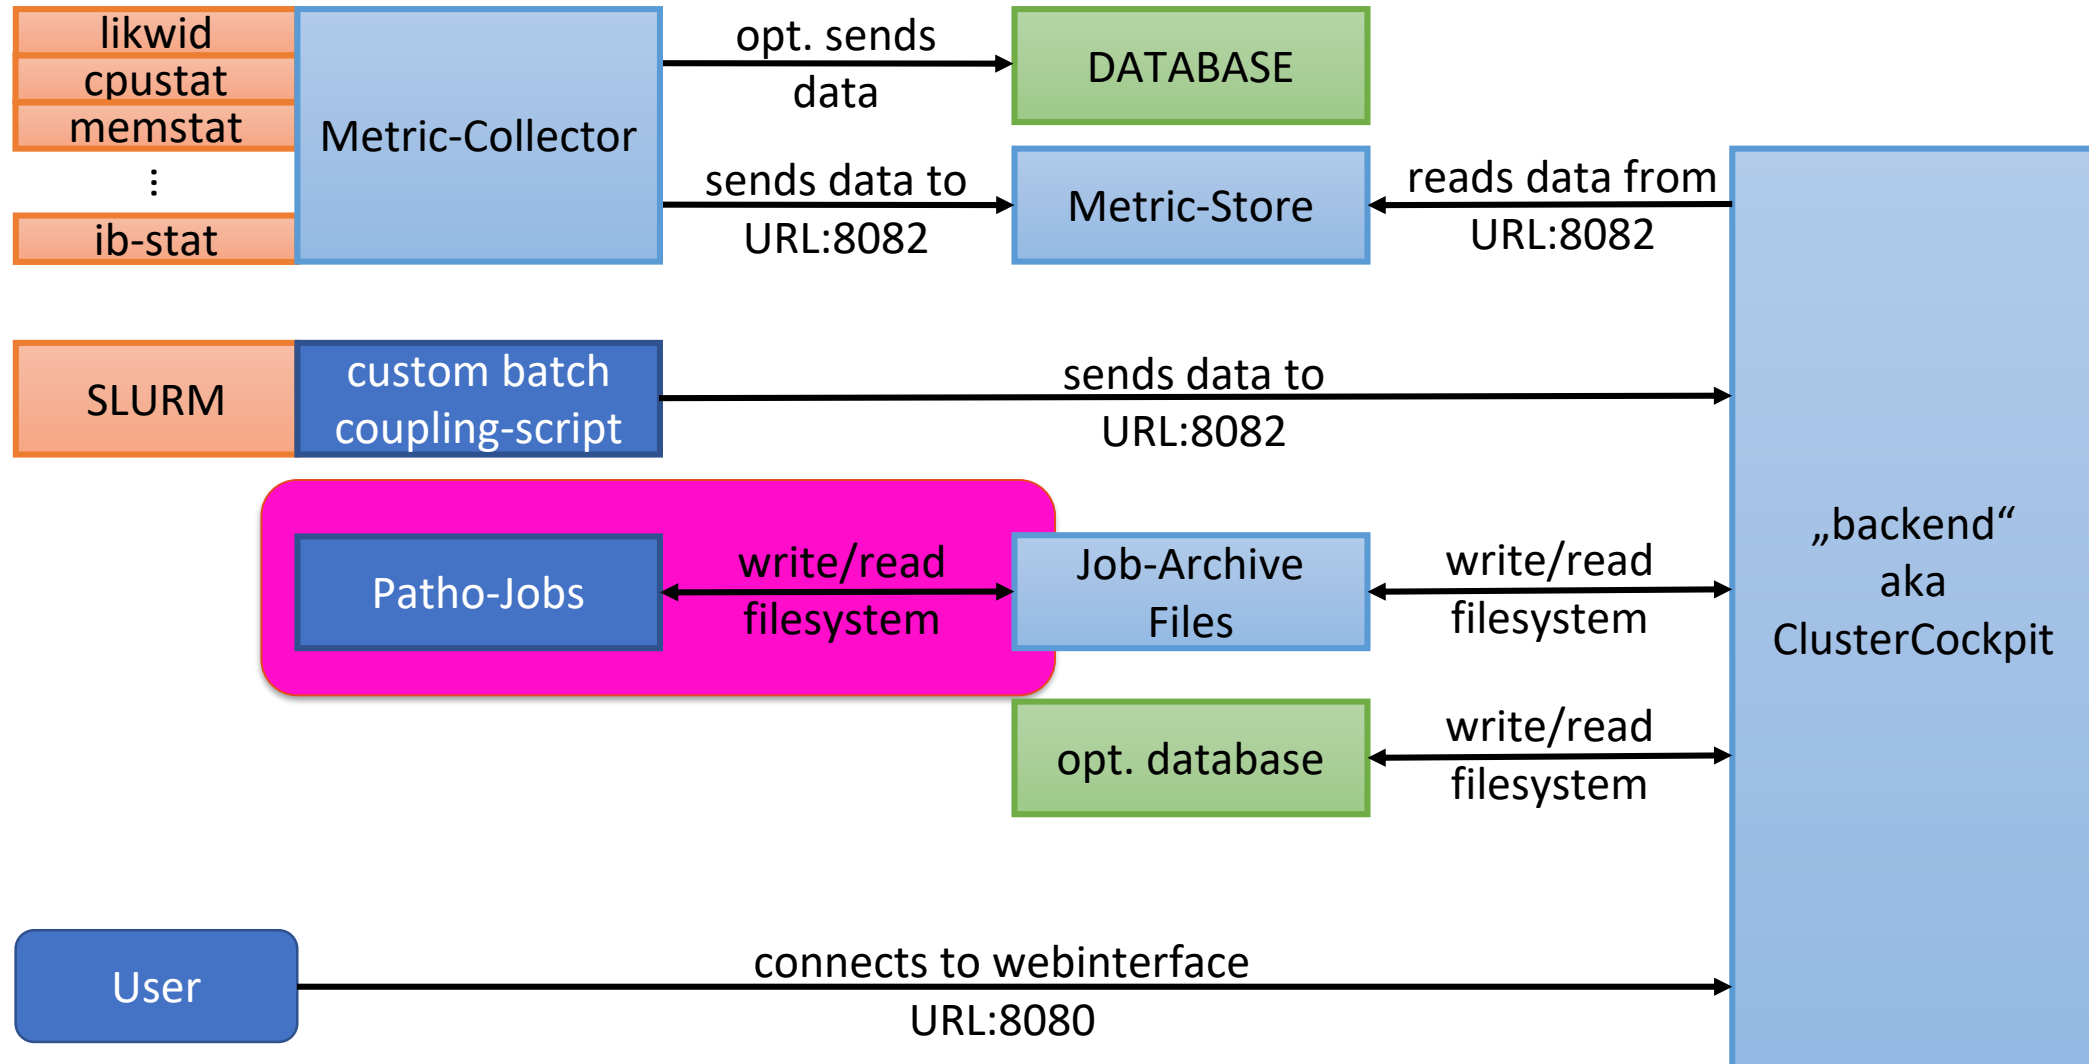 likwid
cpustat
memstat
⋮
ib-stat
Metric-Collector
opt. sends
data
DATABASE
sends data to
URL:8082
Metric-Store
reads data from
URL:8082
SLURM
custom batch
coupling-script
sends data to
URL:8082
Patho-Jobs
write/read
filesystem
Job-Archive
Files
write/read
filesystem
„backend“
aka
ClusterCockpit
opt. database
write/read
filesystem
User
connects to webinterface
URL:8080